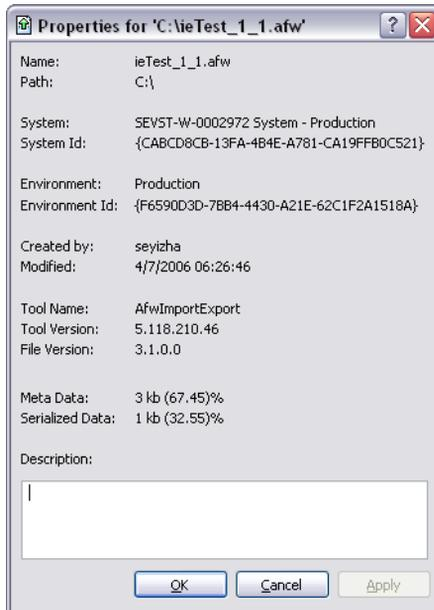 Properties for 'C:\ieTest_1_1.afw'
Name: ieTest_1_1.afw
Path: C:\
System: SEVST-W-0002972 System - Production
System Id: {CABCD8CB-13FA-4B4E-A781-CA19FFB0C521}
Environment: Production
Environment Id: {F6590D3D-7BB4-4430-A21E-62C1F2A1518A}
Created by: seyizha
Modified: 4/7/2006 06:26:46
Tool Name: AfwImportExport
Tool Version: 5.118.210.46
File Version: 3.1.0.0
Meta Data: 3 kb (67.45)%
Serialized Data: 1 kb (32.55)%
Description:
OK Cancel Apply